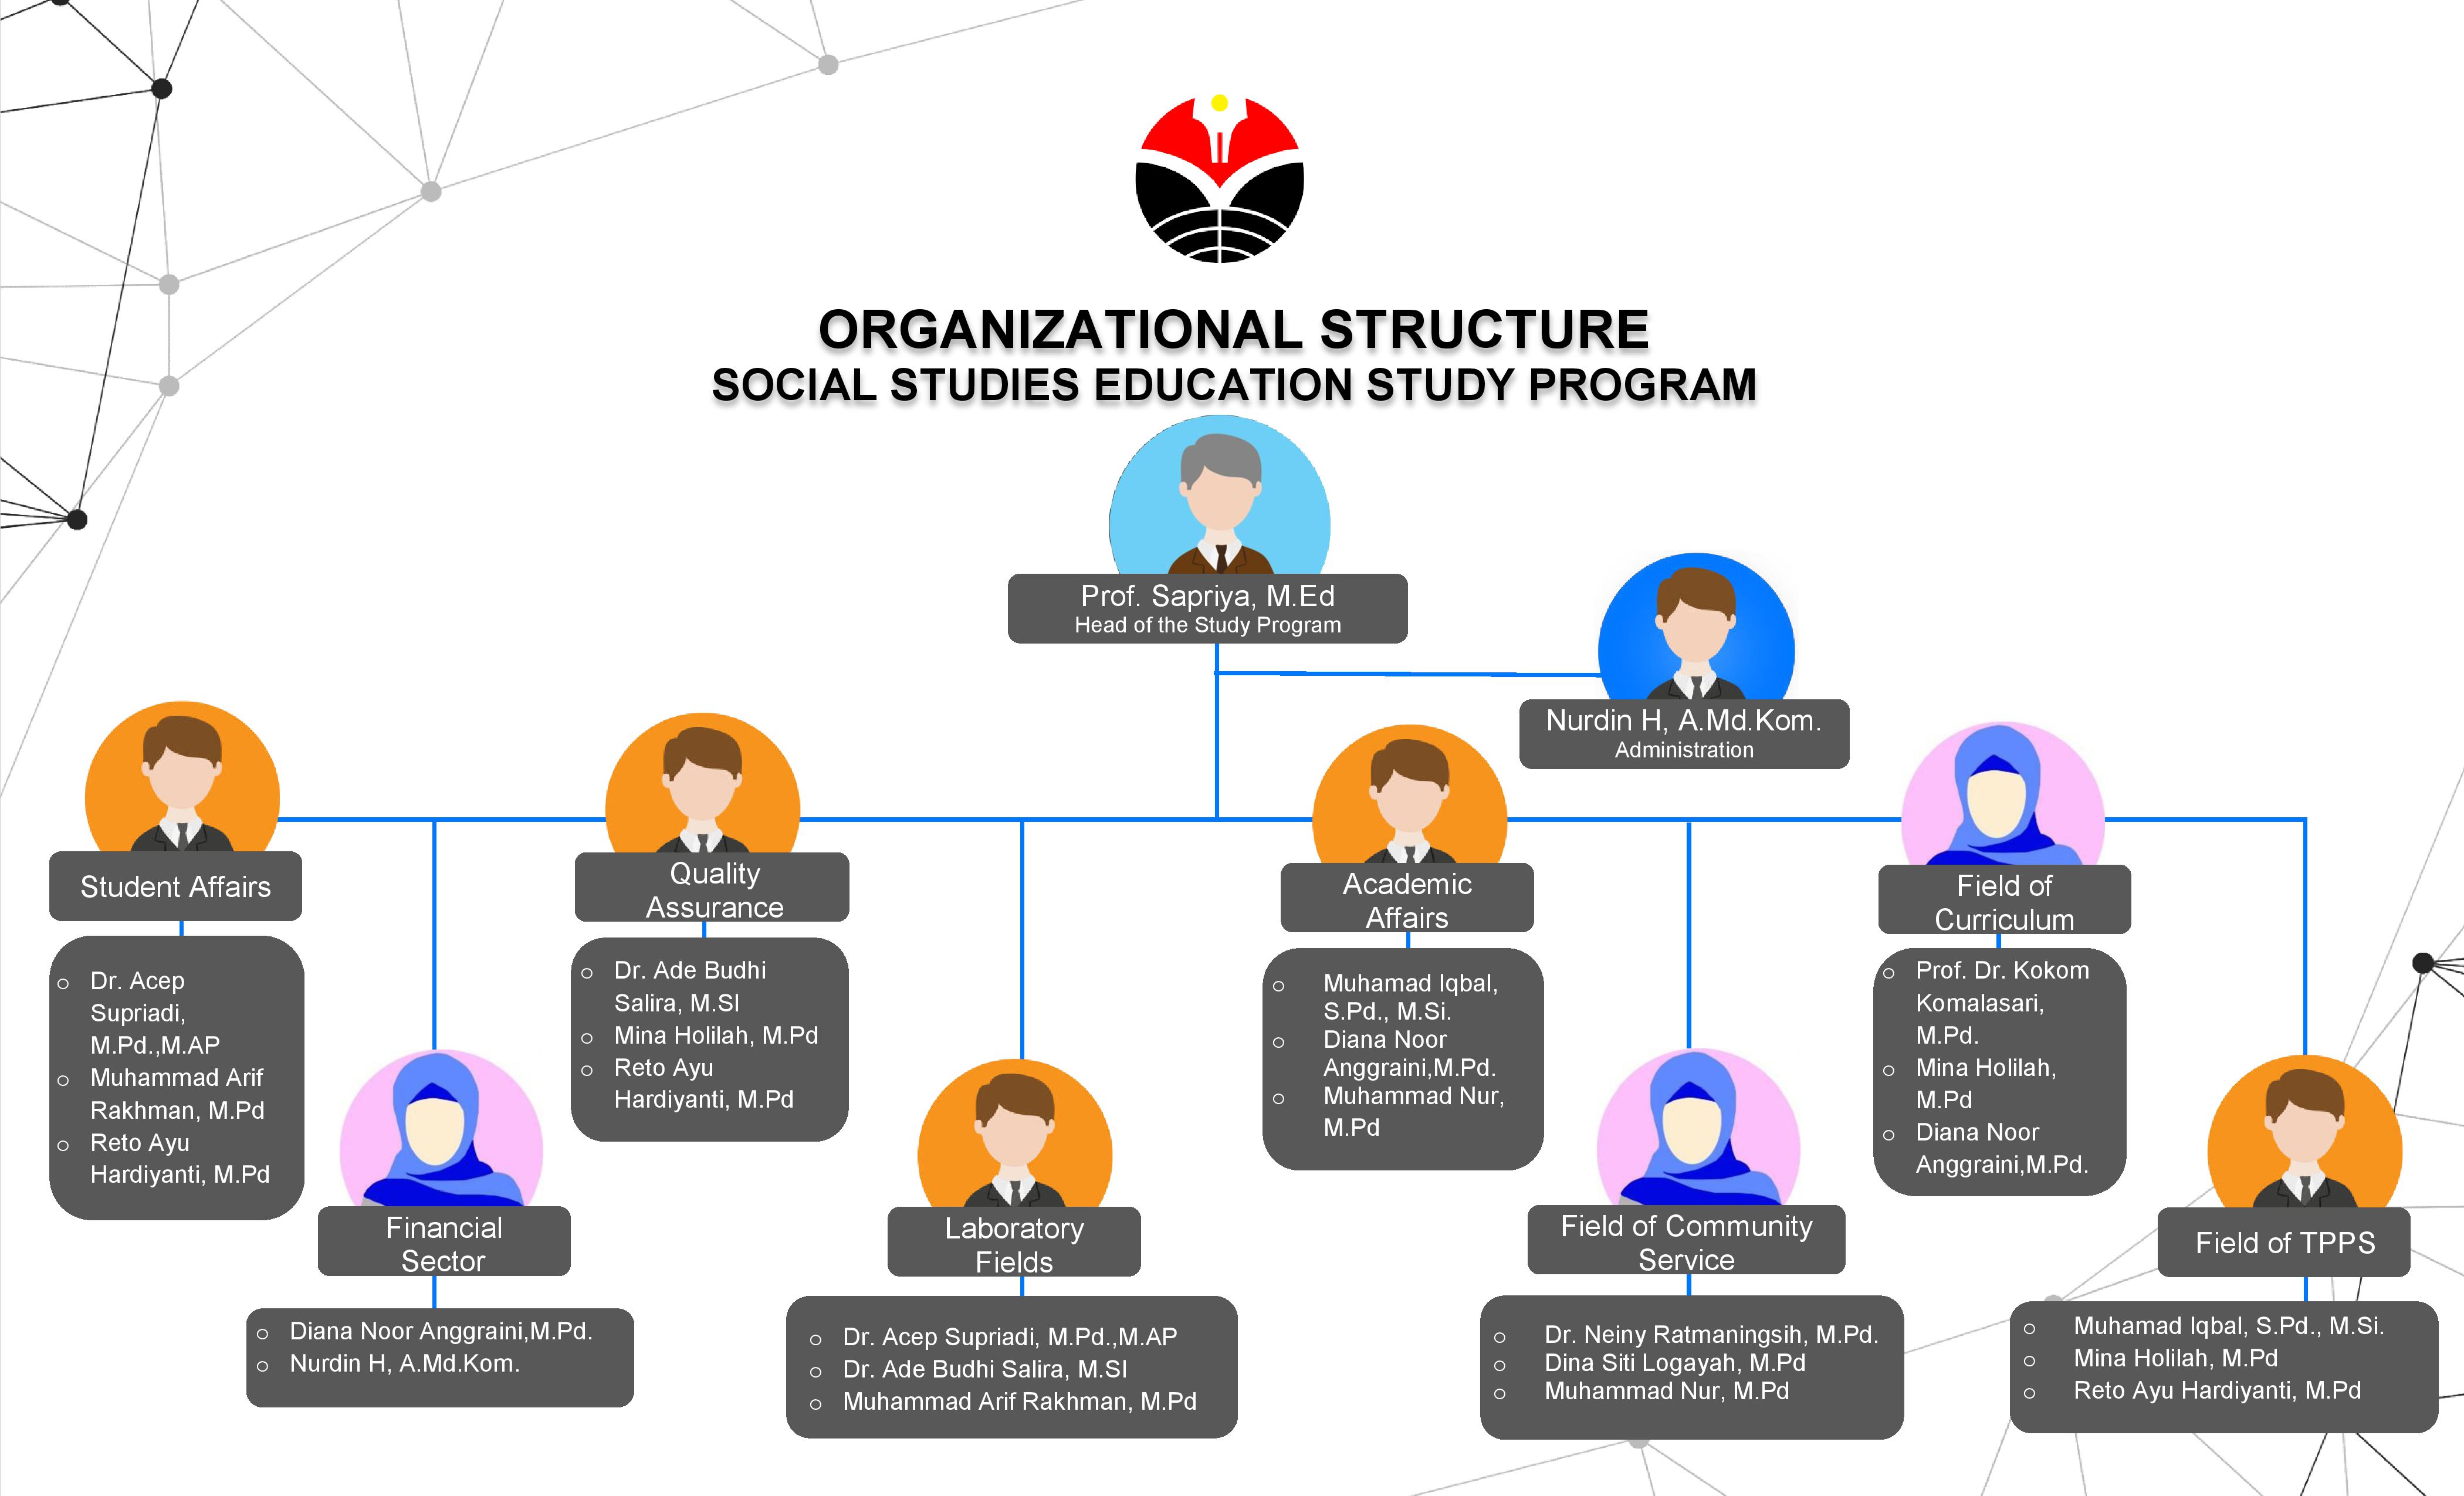 ORGANIZATIONAL STRUCTURE
SOCIAL STUDIES EDUCATION STUDY PROGRAM
Prof. Sapriya, M.Ed
Head of the Study Program
Nurdin H, A.Md.Kom.
Administration
Student Affairs
o Dr. Acep
Supriadi,
M.Pd.,M.AP
o Muhammad Arif
Rakhman, M.Pd
o Reto Ayu
Hardiyanti, M.Pd
Financial
Sector
o Diana Noor Anggraini,M.Pd.
o Nurdin H, A.Md.Kom.
Quality
Assurance
o Dr. Ade Budhi
Salira, M.SI
o Mina Holilah, M.Pd
o Reto Ayu
Hardiyanti, M.Pd
Laboratory
Fields
o Dr. Acep Supriadi, M.Pd.,M.AP
o Dr. Ade Budhi Salira, M.SI
o Muhammad Arif Rakhman, M.Pd
Academic
Affairs
o Muhamad Iqbal,
S.Pd., M.Si.
o Diana Noor
Anggraini,M.Pd.
o Muhammad Nur,
M.Pd
Field of Community
Service
o Dr. Neiny Ratmaningsih, M.Pd.
o Dina Siti Logayah, M.Pd
o Muhammad Nur, M.Pd
Field of
Curriculum
o Prof. Dr. Kokom
Komalasari,
M.Pd.
o Mina Holilah,
M.Pd
o Diana Noor
Anggraini,M.Pd.
Field of TPPS
o Muhamad Iqbal, S.Pd., M.Si.
o Mina Holilah, M.Pd
o Reto Ayu Hardiyanti, M.Pd